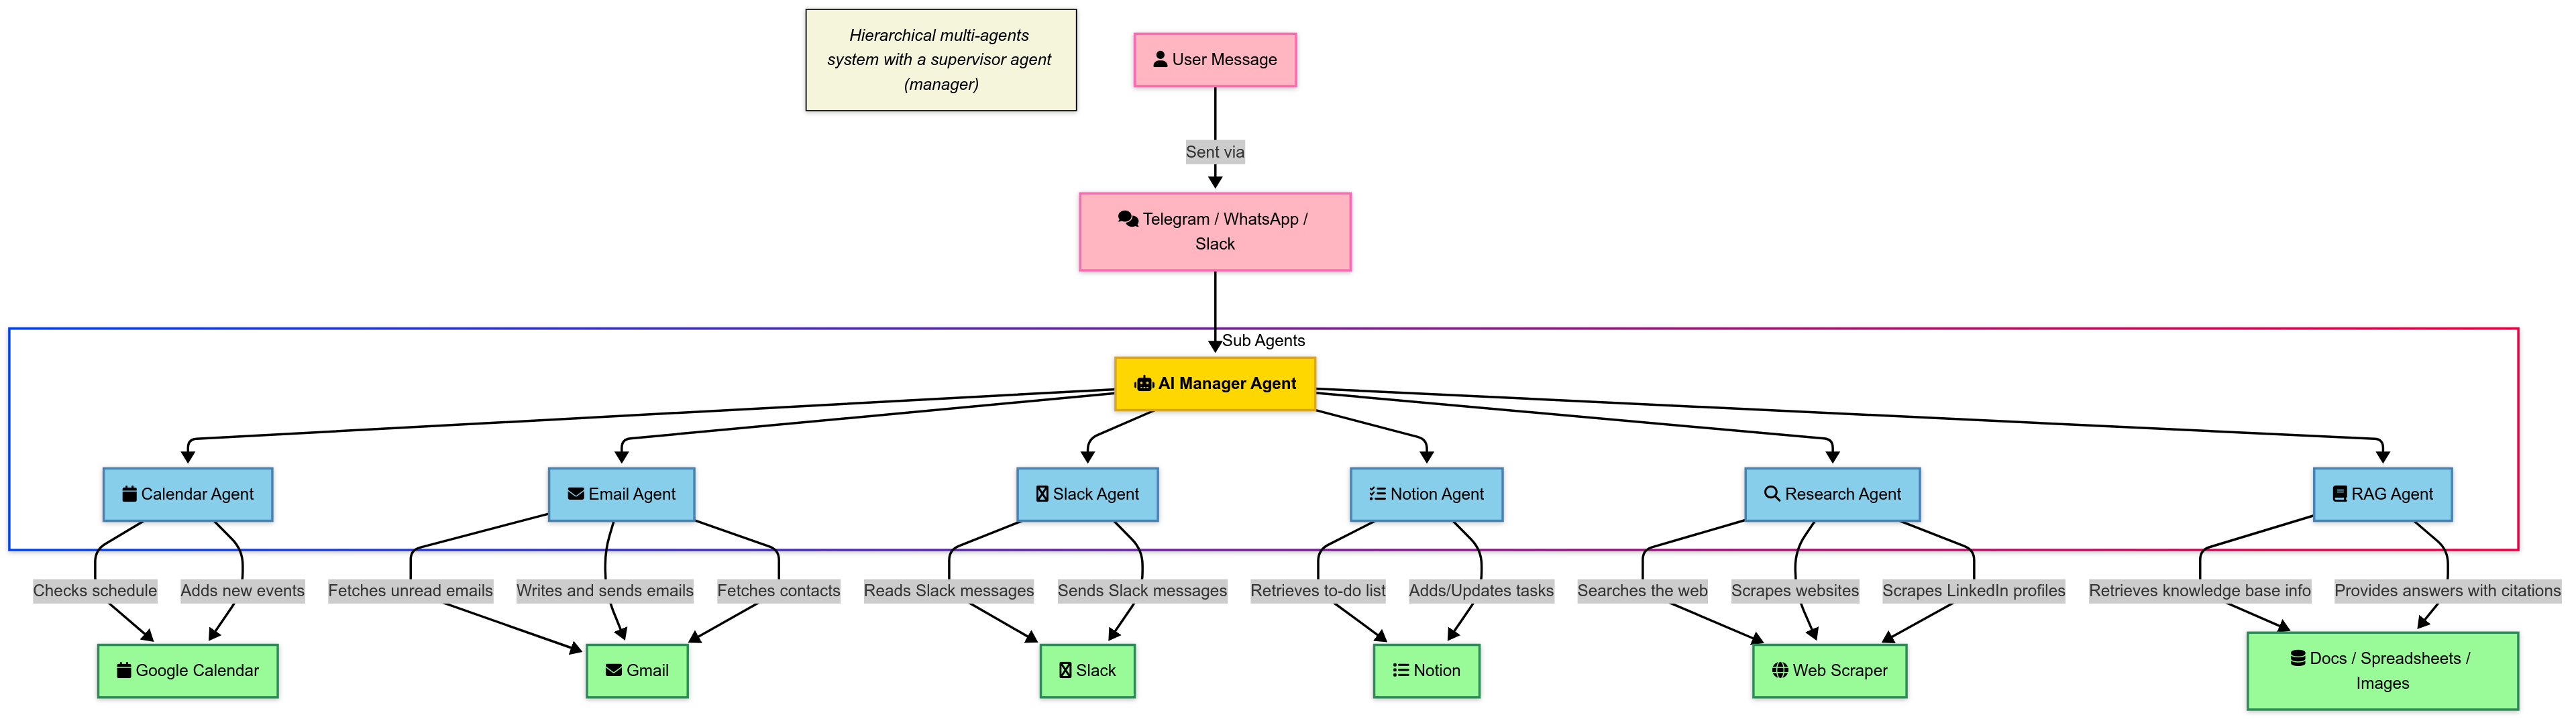 Hierarchical multi-agents
system with a supervisor agent
(manager)
User Message
Sent via
Telegram / WhatsApp /
Slack
Sub Agents
AI Manager Agent
Calendar Agent
Email Agent
Slack Agent
Notion Agent
Research Agent
RAG Agent
Checks schedule
Adds new events
Fetches unread emails
Writes and sends emails
Fetches contacts
Reads Slack messages
Sends Slack messages
Retrieves to-do list
Adds/Updates tasks
Searches the web
Scrapes websites
Scrapes LinkedIn profiles
Retrieves knowledge base info
Provides answers with citations
Google Calendar
Gmail
Slack
Notion
Web Scraper
Docs / Spreadsheets /
Images